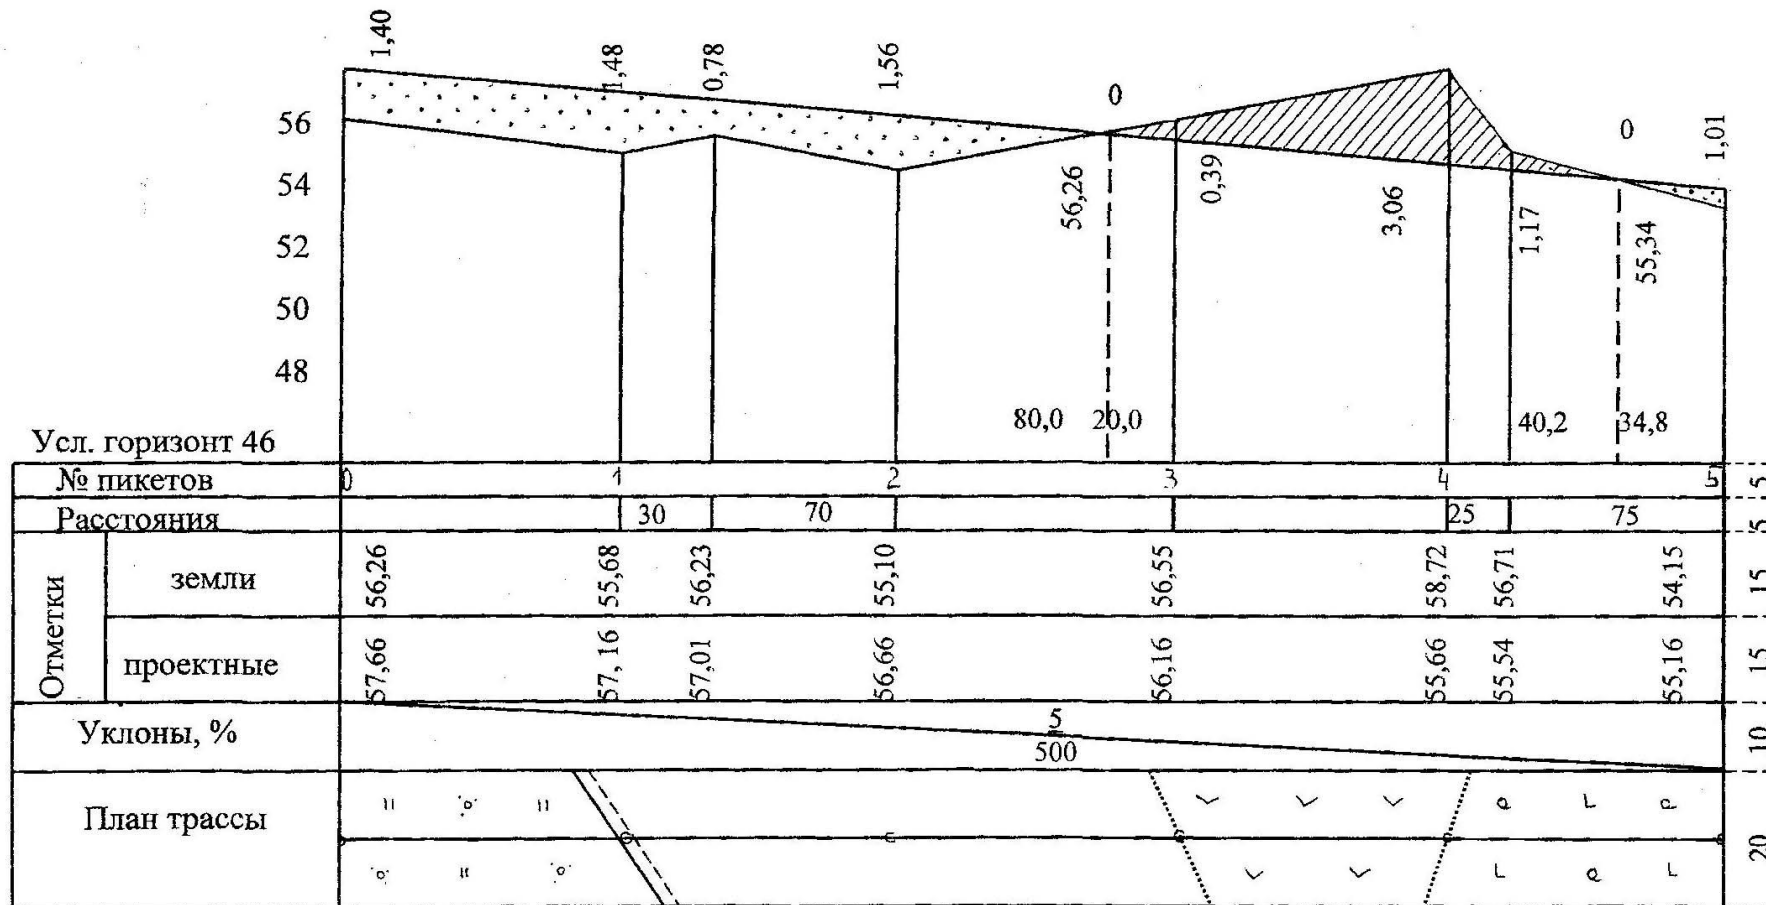 1,40
1,48
0,78
1,56
0
0
1,01
56
54
52
50
48
56,26
0,39
3,06
1,17
55,34
80,0 20,0 40,2 34,8
Усл. горизонт 46
№ пикетов 0 1 2 3 4 5 5
Расстояния 30 70 25 75 5
Отметки
земли 56,26 55,68 56,23 55,10 56,55 58,72 56,71 54,15 15
проектные 57,66 57, 16 57,01 56,66 56,16 55,66 55,54 55,16 15
Уклоны, % 5 10
500
План трассы 20